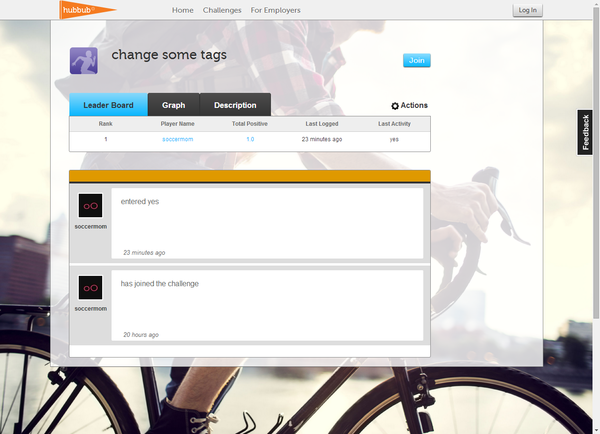 hubbub
Home Challenges For Employers
Log In
change some tags
Join
Leader Board Graph Description
Actions
Rank Player Name Total Positive Last Logged Last Activity
1 soccermom 1.0 23 minutes ago yes
Feedback
entered yes
soccermom
23 minutes ago
has joined the challenge
soccermom
20 hours ago